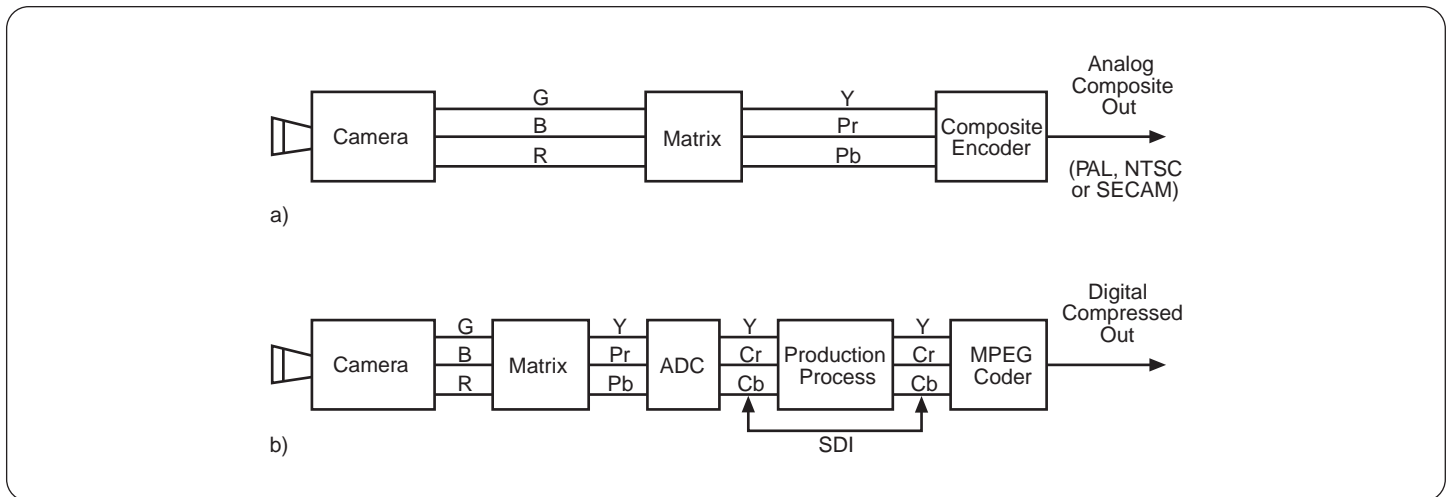 Analog
Composite
Out
G
Y
Camera
B
Matrix
Pr
Composite
Encoder
R
Pb
(PAL, NTSC
or SECAM)
a)
Digital
Compressed
Out
G
Y
Y
Y
Camera
B
Matrix
Pr
ADC
Cr
Production
Process
Cr
MPEG
Coder
R
Pb
Cb
Cb
SDI
b)